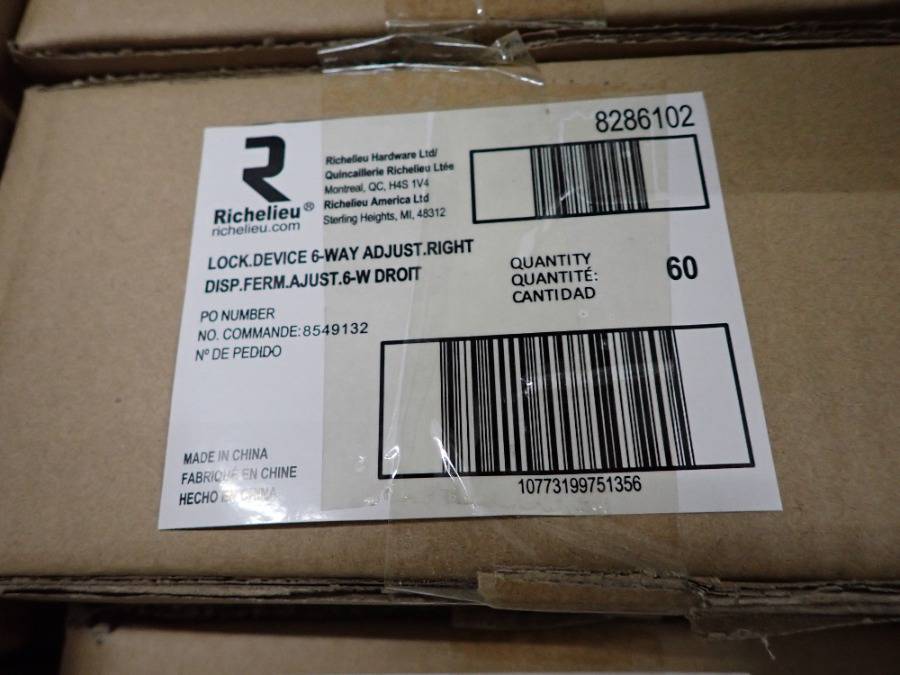 8286102
R
Richelieu®
richelieu.com
Richelieu Hardware Ltd/
Quincaillerie Richelieu Ltée
Montreal, QC, H4S 1V4
Richelieu America Ltd
Sterling Heights, MI, 48312
LOCK.DEVICE 6-WAY ADJUST.RIGHT
DISP.FERM.AJUST.6-W DROIT
QUANTITY
QUANTITÉ: 60
CANTIDAD
PO NUMBER
NO. COMMANDE:8549132
Nº DE PEDIDO
MADE IN CHINA
FABRIQUÉ EN CHINE
HECHO EN CHINA
10773199751356